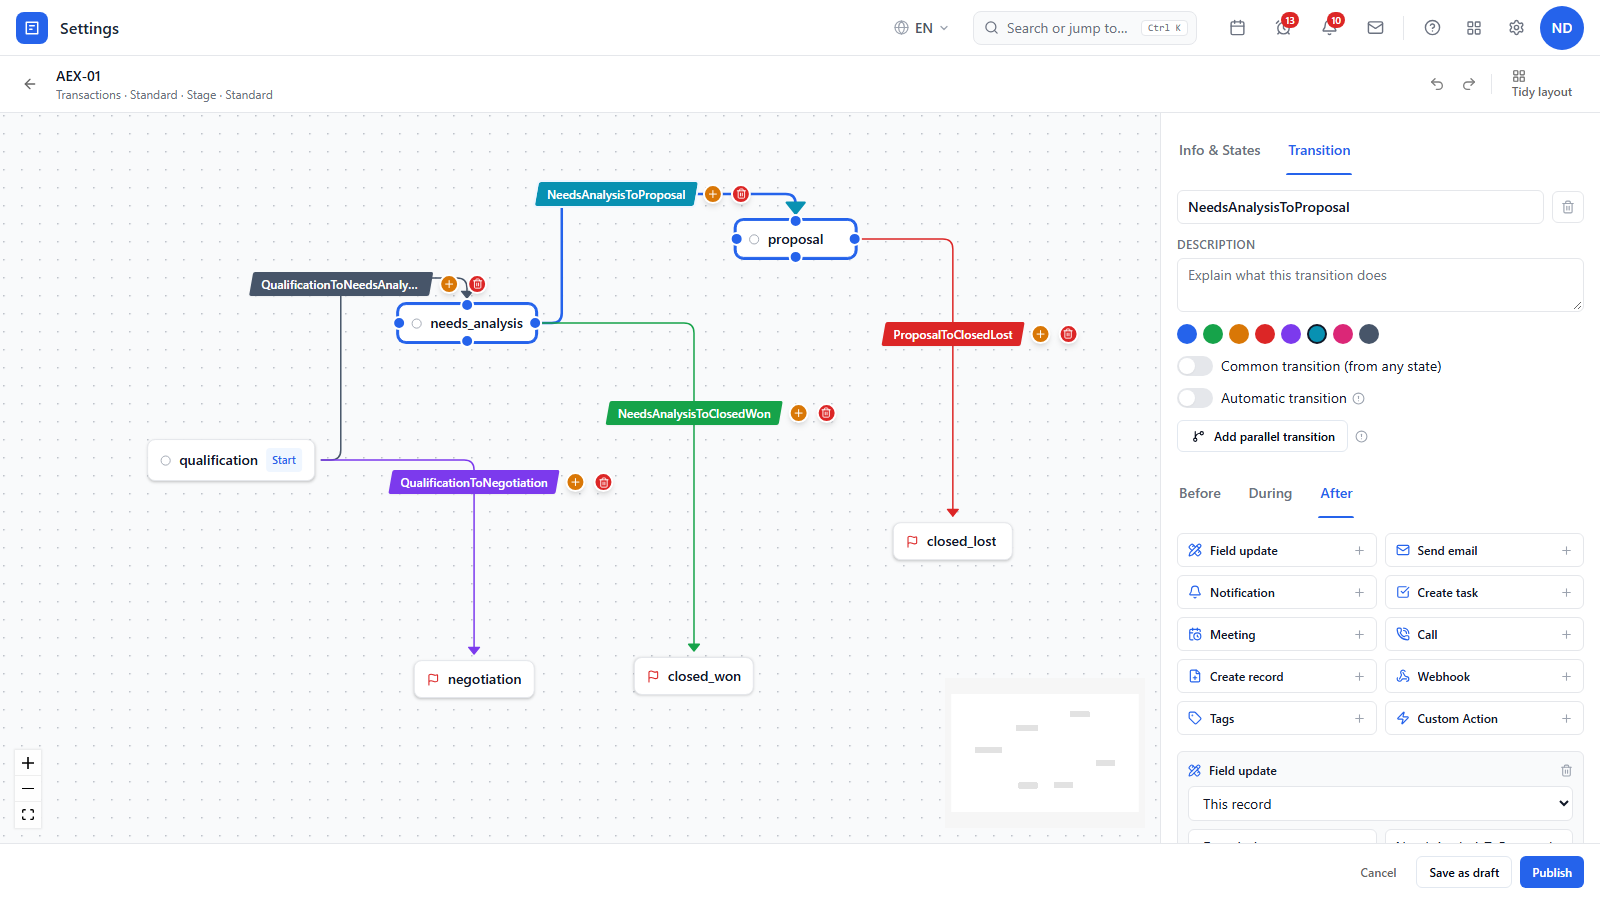 Settings
EN
Search or jump to...
Ctrl K
13
10
ND
AEX-01
Transactions · Standard · Stage · Standard
Tidy layout
NeedsAnalysisToProposal
proposal
QualificationToNeedsAnaly...
needs_analysis
ProposalToClosedLost
NeedsAnalysisToClosedWon
qualification
Start
QualificationToNegotiation
closed_lost
negotiation
closed_won
Info & States
Transition
NeedsAnalysisToProposal
DESCRIPTION
Explain what this transition does
Common transition (from any state)
Automatic transition
Add parallel transition
Before
During
After
Field update
Send email
Notification
Create task
Meeting
Call
Create record
Webhook
Tags
Custom Action
Field update
This record
Cancel
Save as draft
Publish